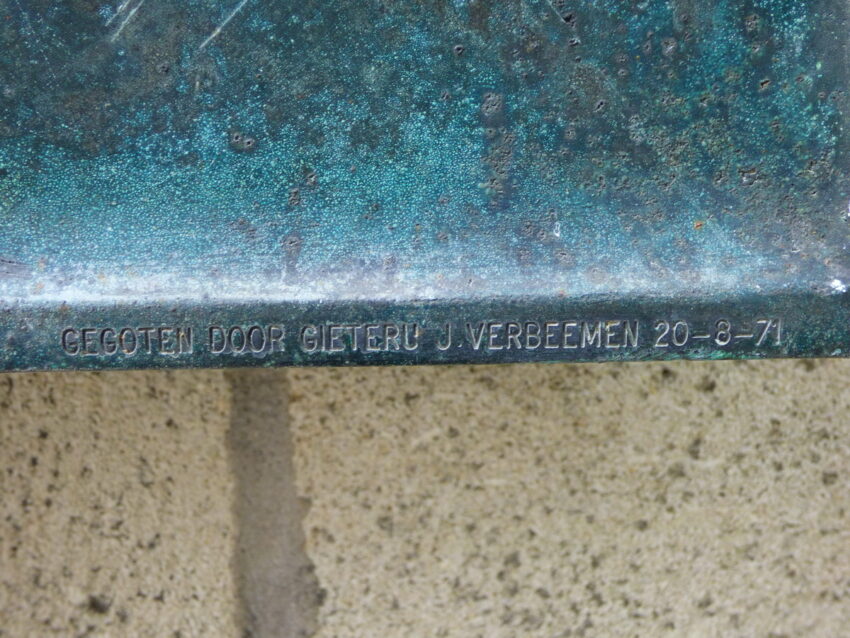 GEGOTEN DOOR GIETERIJ J. VERBEEMEN 20-8-71